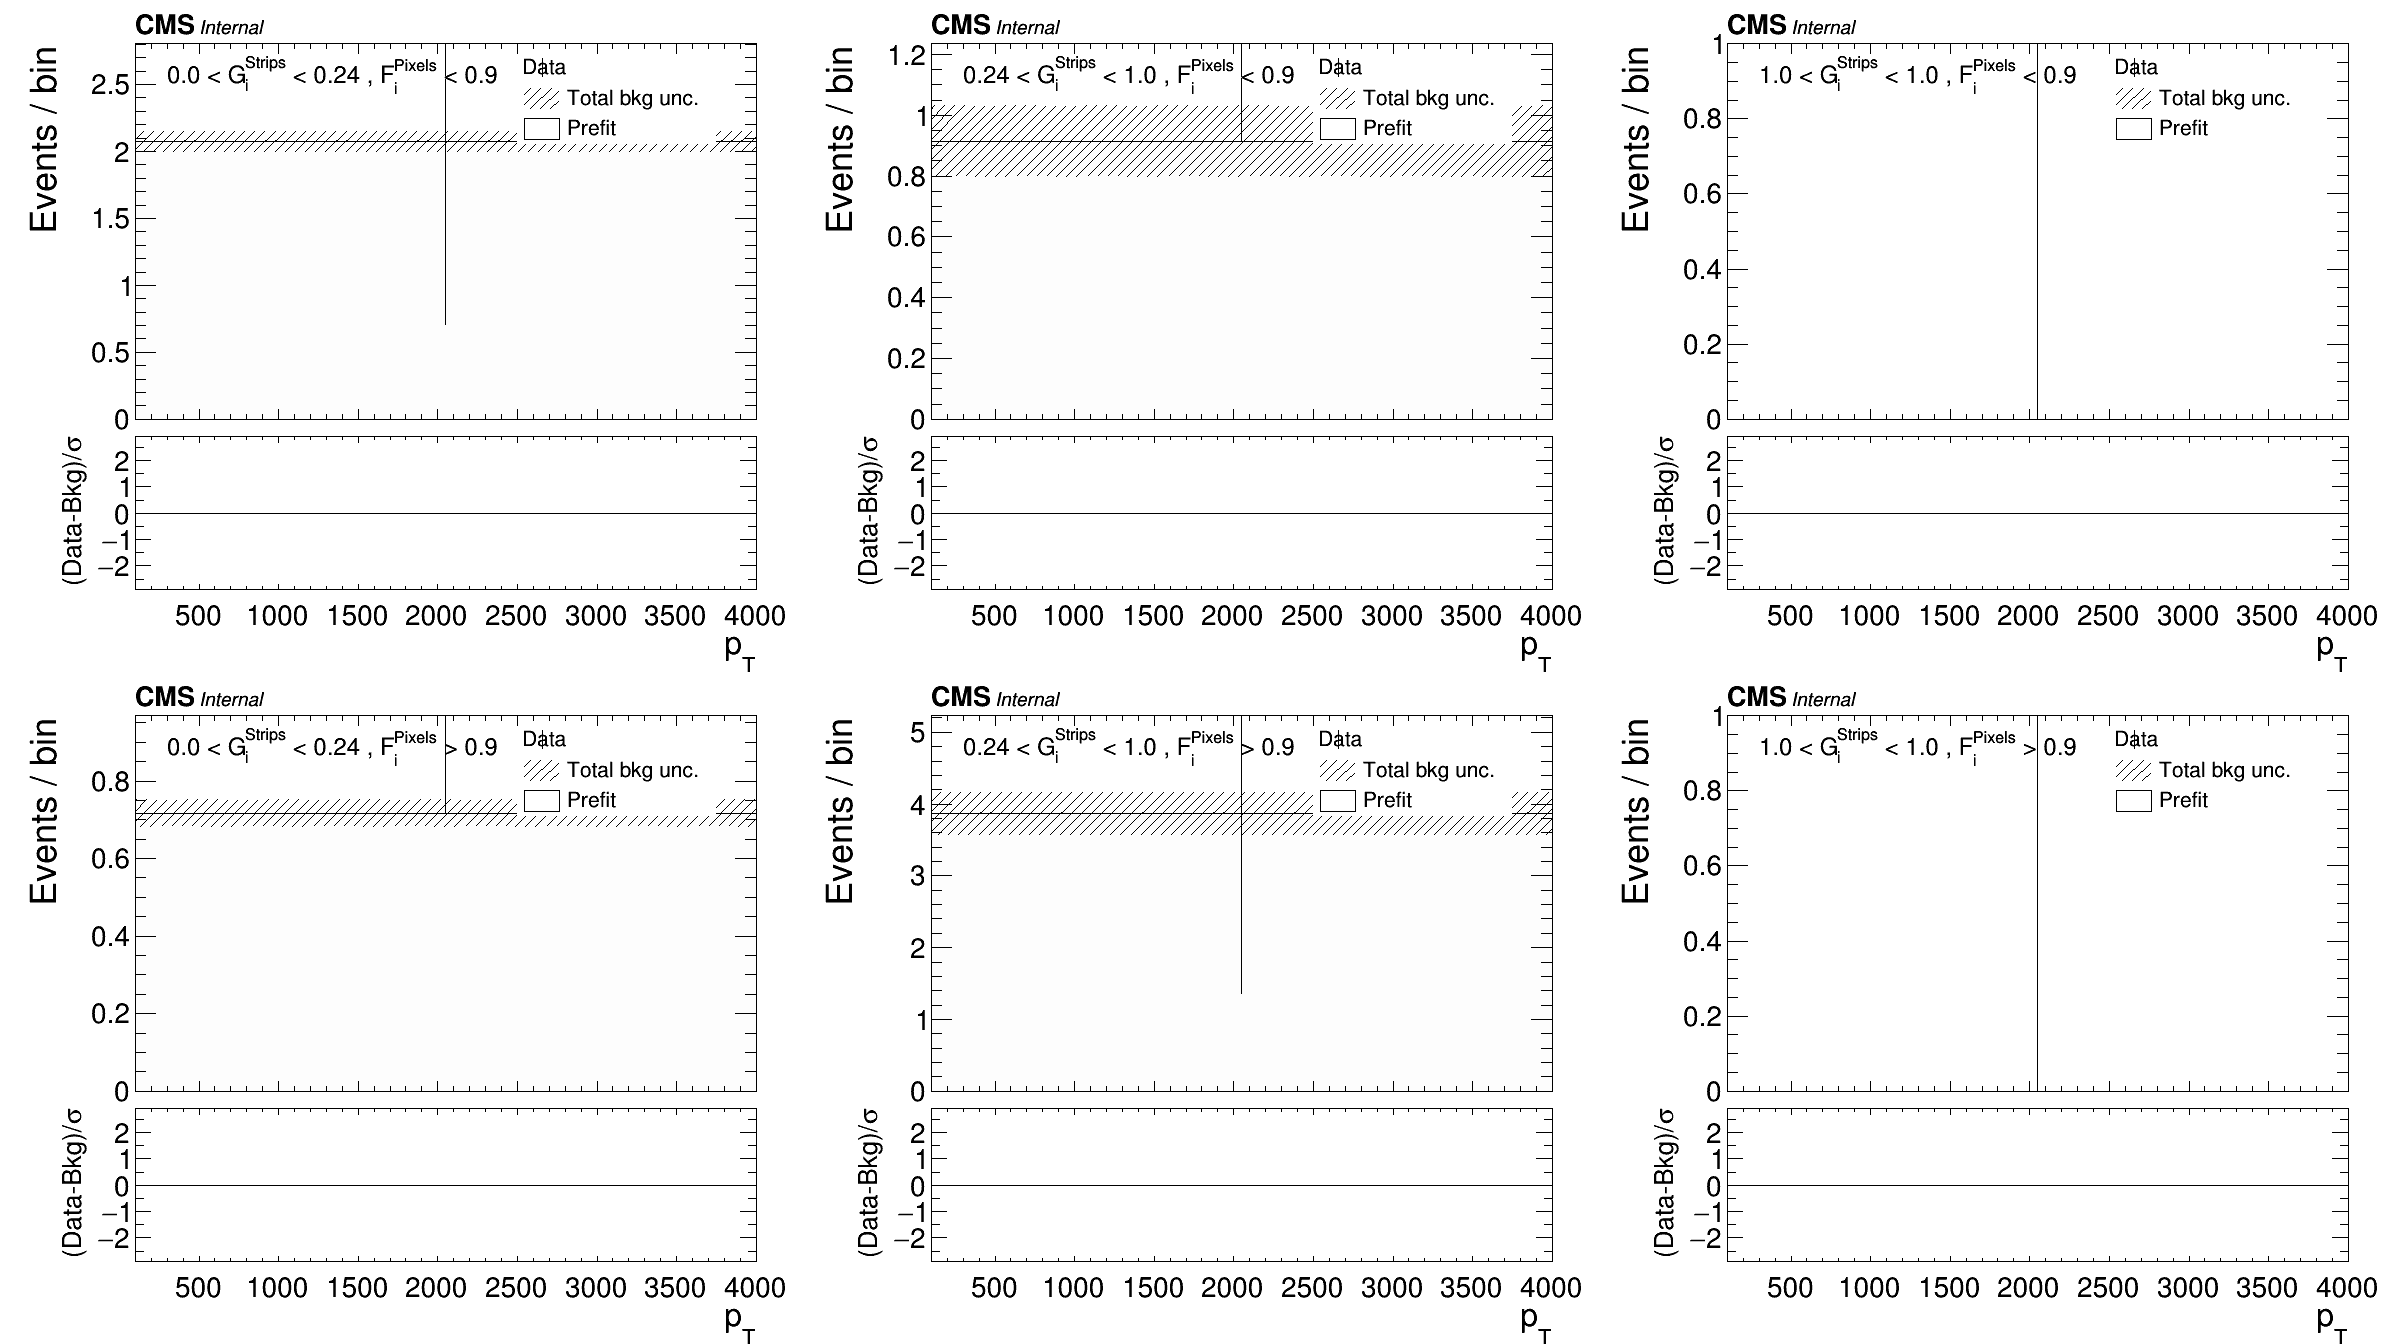 CMS Internal
0.0 < G_i^Strips < 0.24 , F_i^Pixels < 0.9
Data
Total bkg unc.
Prefit
Events / bin
2.5
2
1.5
1
0.5
0
(Data-Bkg)/σ
2
1
0
−1
−2
500 1000 1500 2000 2500 3000 3500 4000
p_T
CMS Internal
0.24 < G_i^Strips < 1.0 , F_i^Pixels < 0.9
Data
Total bkg unc.
Prefit
Events / bin
1.2
1
0.8
0.6
0.4
0.2
0
(Data-Bkg)/σ
2
1
0
−1
−2
500 1000 1500 2000 2500 3000 3500 4000
p_T
CMS Internal
1.0 < G_i^Strips < 1.0 , F_i^Pixels < 0.9
Data
Total bkg unc.
Prefit
Events / bin
1
0.8
0.6
0.4
0.2
0
(Data-Bkg)/σ
2
1
0
−1
−2
500 1000 1500 2000 2500 3000 3500 4000
p_T
CMS Internal
0.0 < G_i^Strips < 0.24 , F_i^Pixels > 0.9
Data
Total bkg unc.
Prefit
Events / bin
0.8
0.6
0.4
0.2
0
(Data-Bkg)/σ
2
1
0
−1
−2
500 1000 1500 2000 2500 3000 3500 4000
p_T
CMS Internal
0.24 < G_i^Strips < 1.0 , F_i^Pixels > 0.9
Data
Total bkg unc.
Prefit
Events / bin
5
4
3
2
1
0
(Data-Bkg)/σ
2
1
0
−1
−2
500 1000 1500 2000 2500 3000 3500 4000
p_T
CMS Internal
1.0 < G_i^Strips < 1.0 , F_i^Pixels > 0.9
Data
Total bkg unc.
Prefit
Events / bin
1
0.8
0.6
0.4
0.2
0
(Data-Bkg)/σ
2
1
0
−1
−2
500 1000 1500 2000 2500 3000 3500 4000
p_T